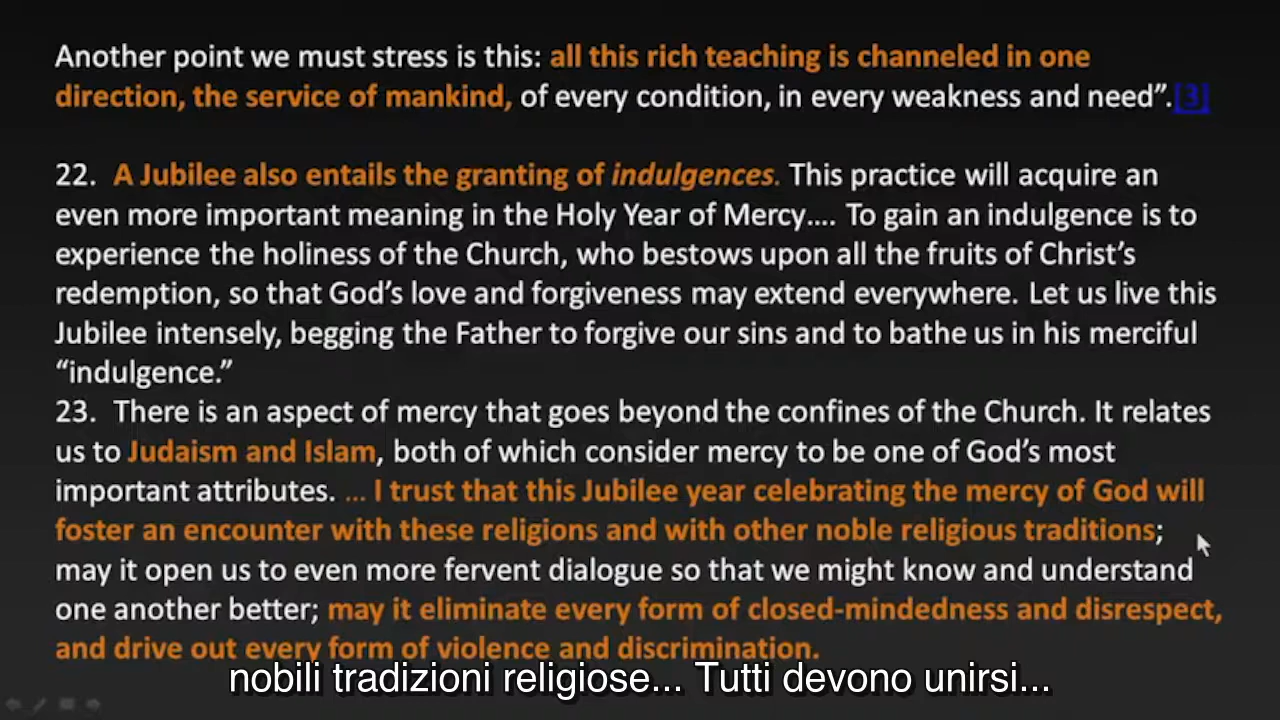 Another point we must stress is this: all this rich teaching is channeled in one
direction, the service of mankind, of every condition, in every weakness and need”.[3]
22. A Jubilee also entails the granting of indulgences. This practice will acquire an
even more important meaning in the Holy Year of Mercy.... To gain an indulgence is to
experience the holiness of the Church, who bestows upon all the fruits of Christ’s
redemption, so that God’s love and forgiveness may extend everywhere. Let us live this
Jubilee intensely, begging the Father to forgive our sins and to bathe us in his merciful
“indulgence.”
23. There is an aspect of mercy that goes beyond the confines of the Church. It relates
us to Judaism and Islam, both of which consider mercy to be one of God’s most
important attributes. ... I trust that this Jubilee year celebrating the mercy of God will
foster an encounter with these religions and with other noble religious traditions;
may it open us to even more fervent dialogue so that we might know and understand
one another better; may it eliminate every form of closed-mindedness and disrespect,
and drive out every form of violence and discrimination.
nobili tradizioni religiose... Tutti devono unirsi...